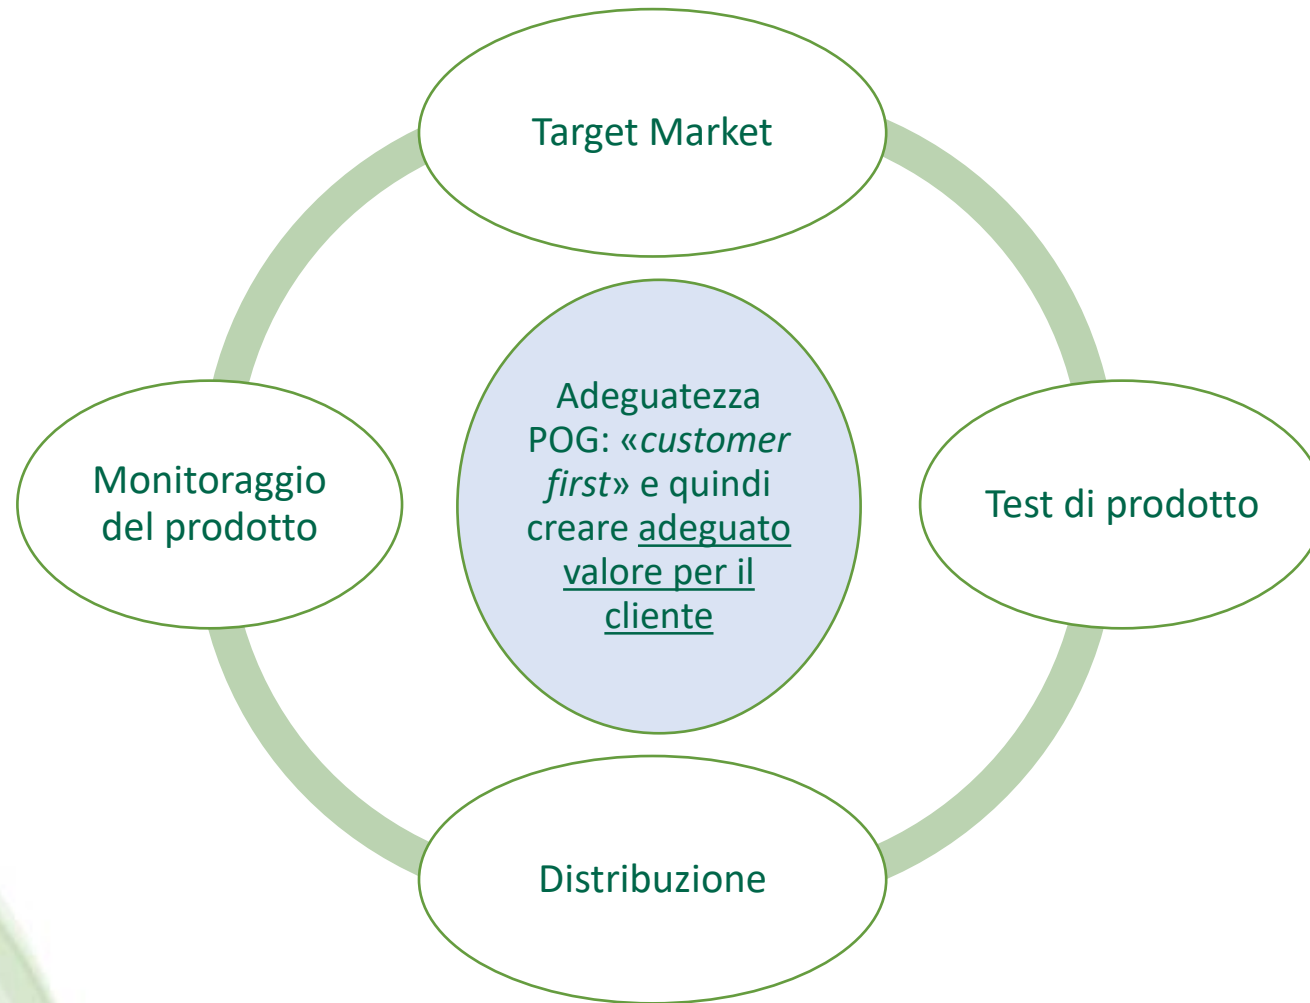 Target Market
Adeguatezza
POG: «customer
first» e quindi
creare adeguato
valore per il
cliente
Monitoraggio
del prodotto
Test di prodotto
Distribuzione